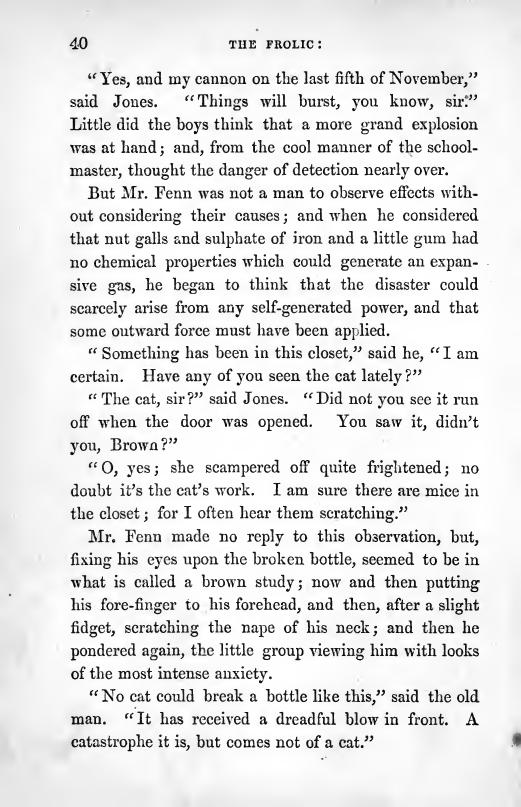 40 THE FROLIC:
"Yes, and my cannon on the last fifth of November,"
said Jones. "Things will burst, you know, sir."
Little did the boys think that a more grand explosion
was at hand; and, from the cool manner of the school-
master, thought the danger of detection nearly over.
But Mr. Fenn was not a man to observe effects with-
out considering their causes; and when he considered
that nut galls and sulphate of iron and a little gum had
no chemical properties which could generate an expan-
sive gas, he began to think that the disaster could
scarcely arise from any self-generated power, and that
some outward force must have been applied.
"Something has been in this closet," said he, "I am
certain. Have any of you seen the cat lately?"
"The cat, sir?" said Jones. "Did not you see it run
off when the door was opened. You saw it, didn't
you, Brown?"
"O, yes; she scampered off quite frightened; no
doubt it's the cat's work. I am sure there are mice in
the closet; for I often hear them scratching."
Mr. Fenn made no reply to this observation, but,
fixing his eyes upon the broken bottle, seemed to be in
what is called a brown study; now and then putting
his fore-finger to his forehead, and then, after a slight
fidget, scratching the nape of his neck; and then he
pondered again, the little group viewing him with looks
of the most intense anxiety.
"No cat could break a bottle like this," said the old
man. "It has received a dreadful blow in front. A
catastrophe it is, but comes not of a cat."